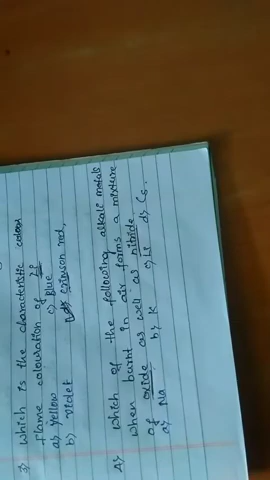 3) which is the characteristic colour
flame colouration of
a) yellow c) Blue
b) violet d) crimson red.
4) which of the following alkali metals
when burnt in air forms a mixture
of oxide as well as nitride
a) Na b) K c) Li d) Cs.